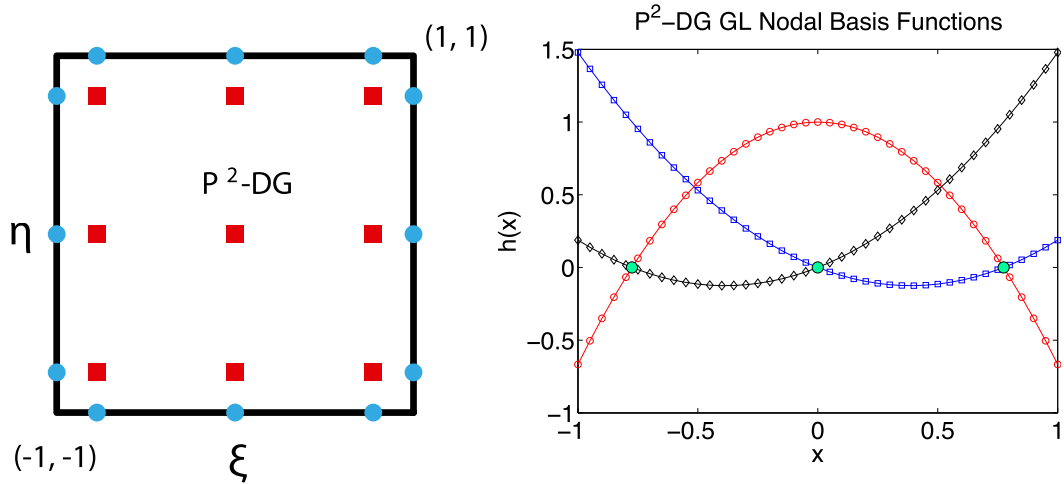 (1, 1)
P ²-DG
η
(-1, -1)
ξ
P²–DG GL Nodal Basis Functions
h(x)
1.5
1
0.5
0
−0.5
−1
−1
−0.5
0
0.5
1
x